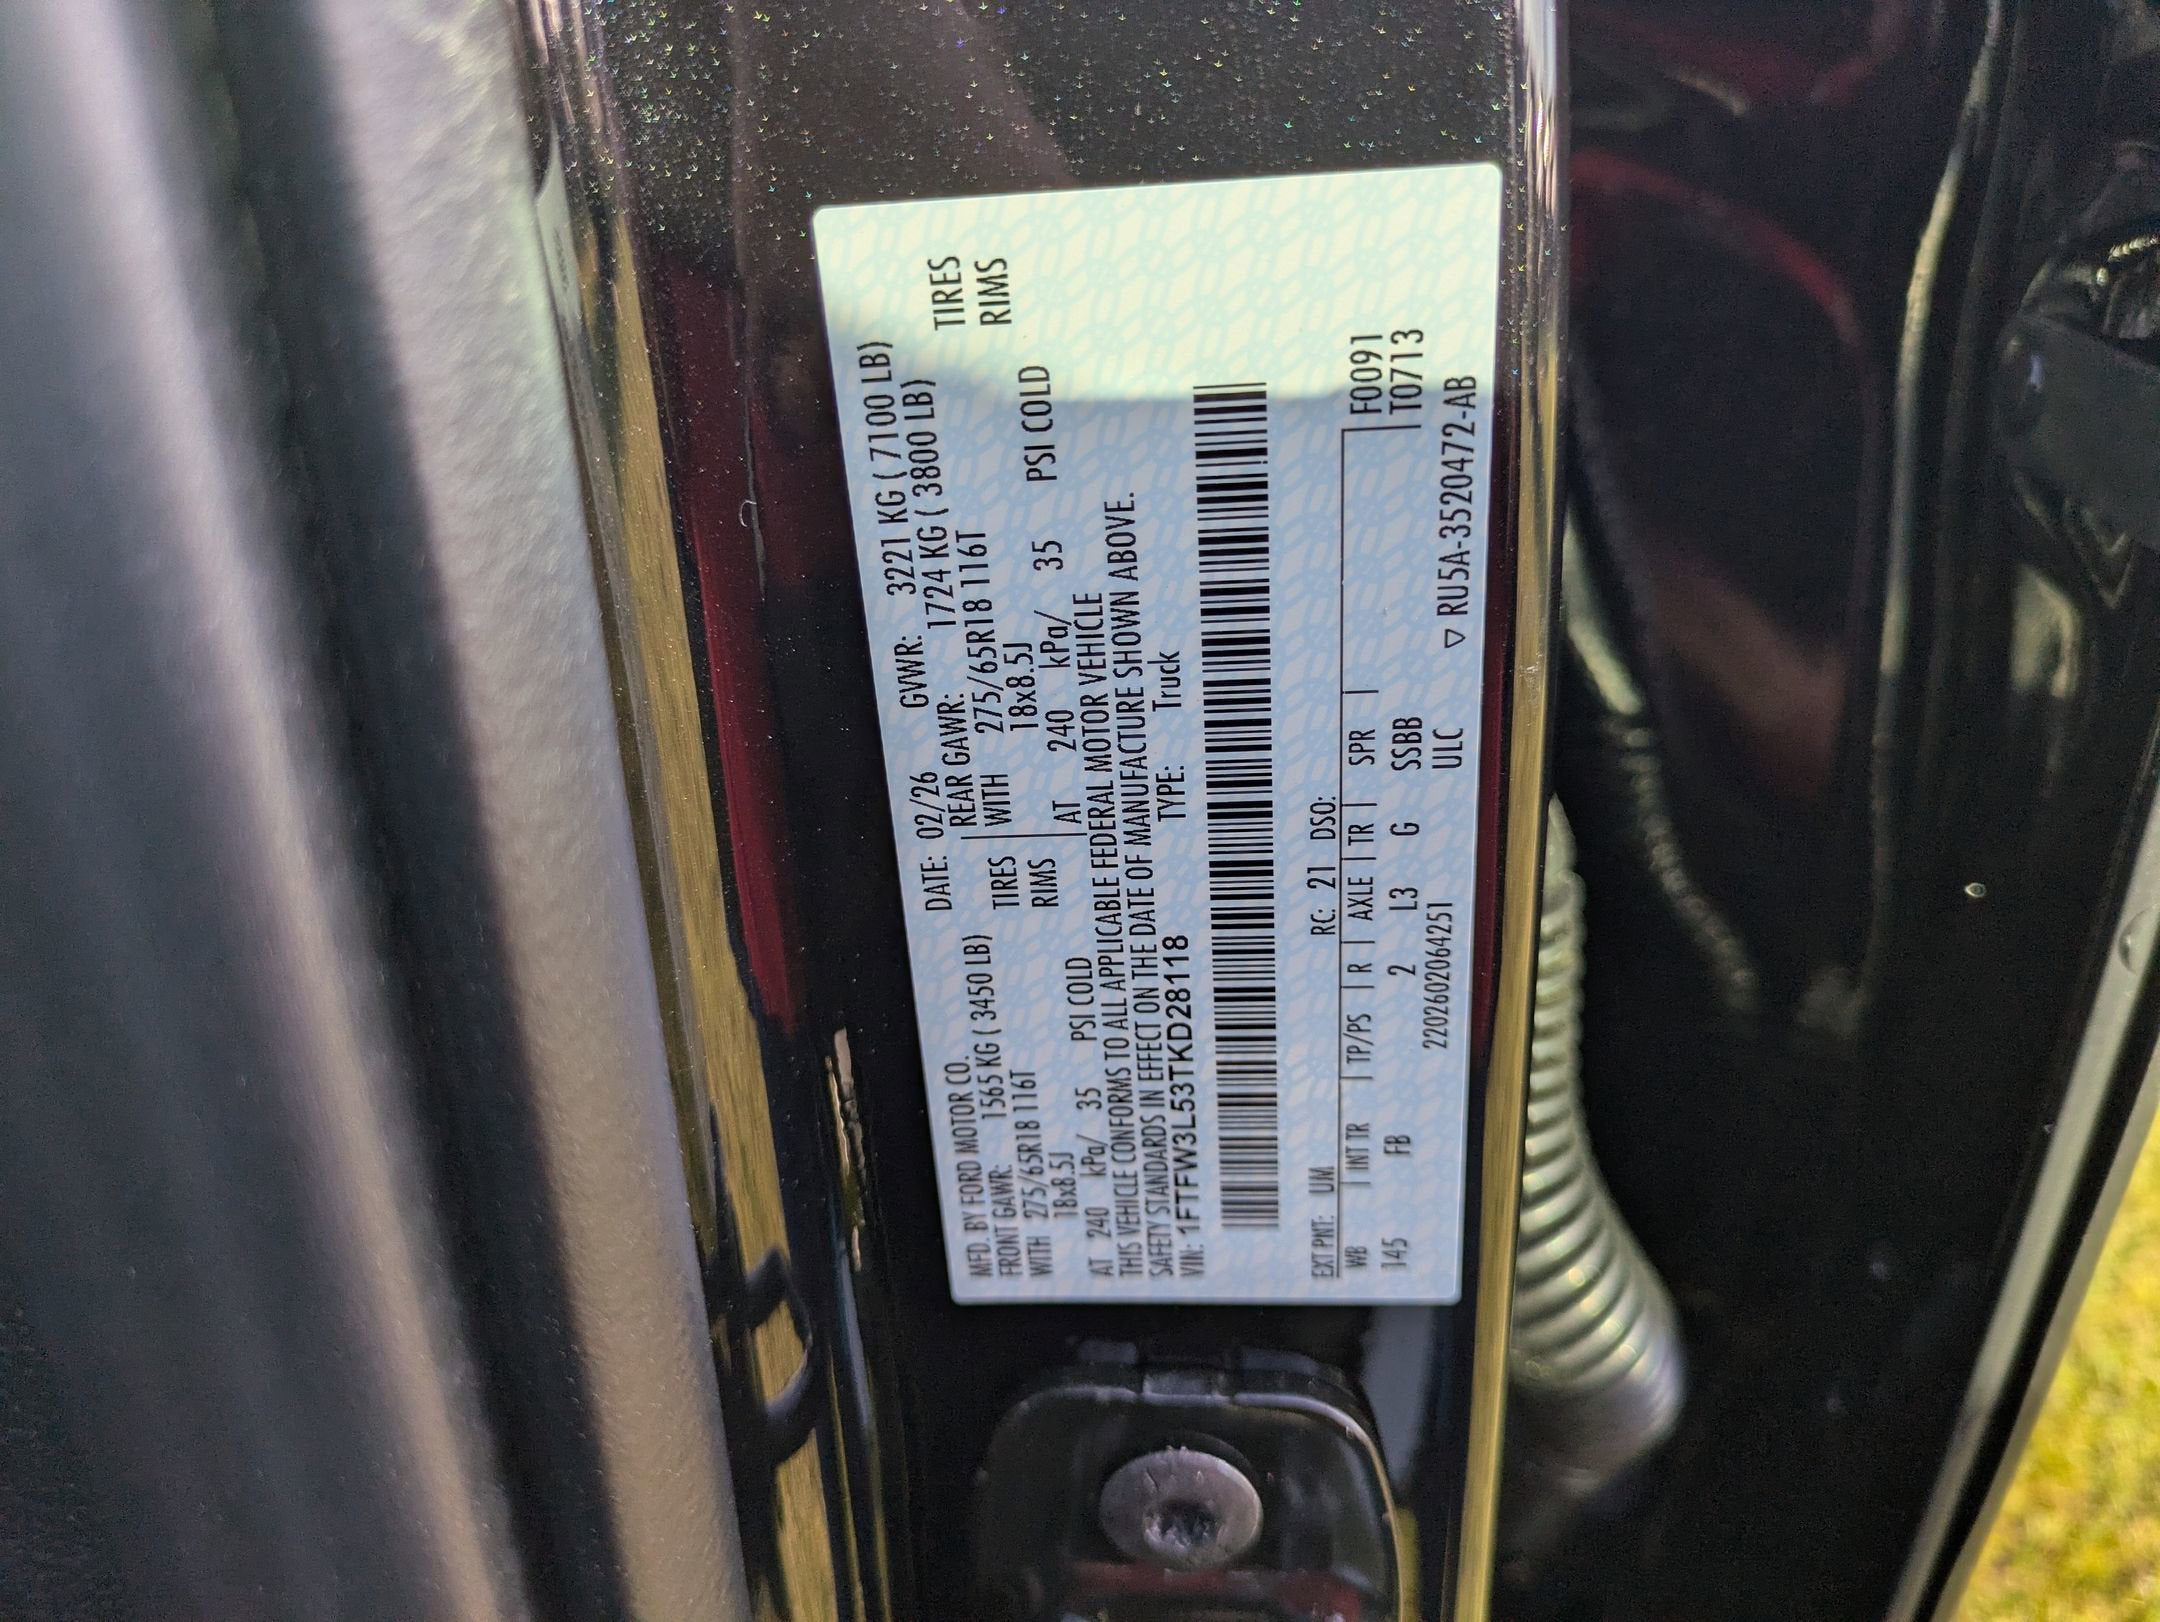 MFD. BY FORD MOTOR CO. DATE: 02/26 GVWR: 3221 KG ( 7100 LB)
FRONT GAWR: 1565 KG ( 3450 LB) REAR GAWR: 1724 KG ( 3800 LB)
WITH 275/65R18 116T TIRES WITH 275/65R18 116T TIRES
18x8.5J RIMS 18x8.5J RIMS
AT 240 kPa/ 35 PSI COLD AT 240 kPa/ 35 PSI COLD
THIS VEHICLE CONFORMS TO ALL APPLICABLE FEDERAL MOTOR VEHICLE
SAFETY STANDARDS IN EFFECT ON THE DATE OF MANUFACTURE SHOWN ABOVE.
VIN: 1FTFW3L53TKD28118 TYPE: Truck
EXT PNT: UM RC: 21 DSO: F0091
WB INT TR TP/PS R AXLE TR SPR T0713
145 FB 2 L3 G SSBB
ULC
2202602064251 ▽ RU5A-3520472-AB